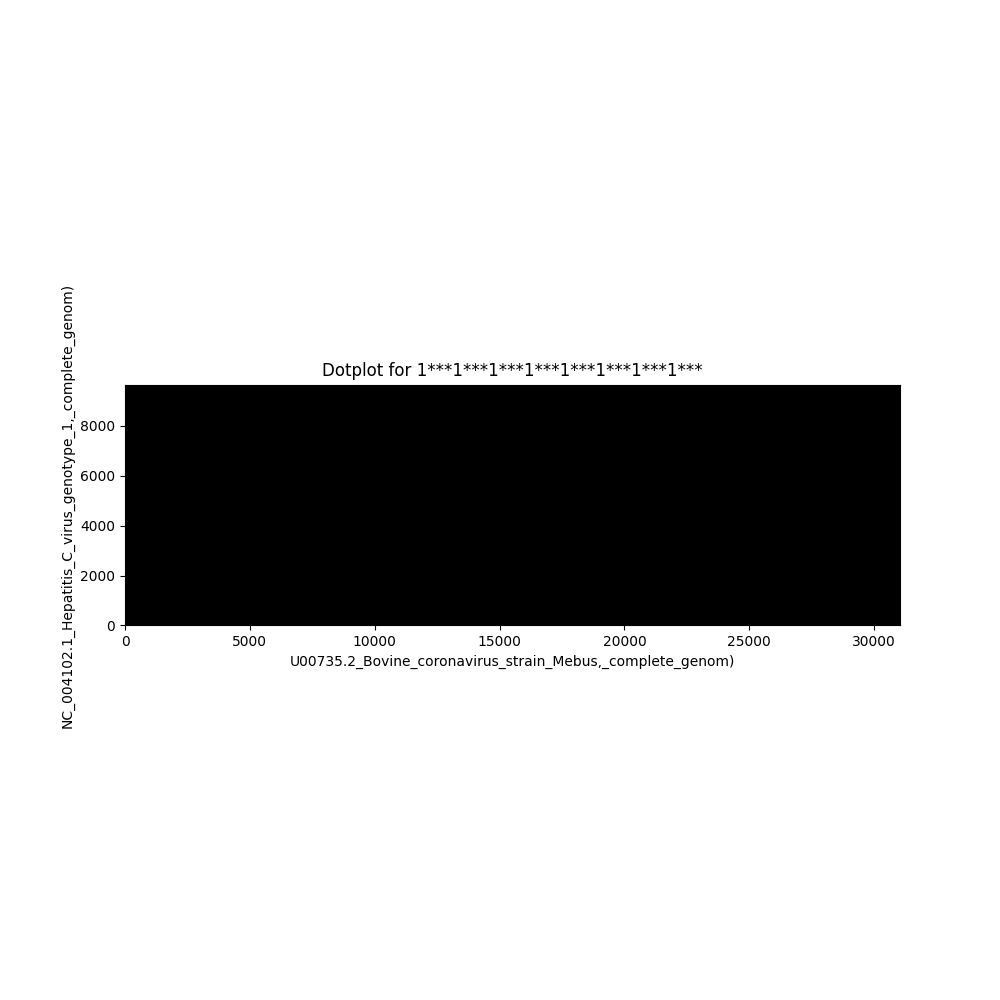 Dotplot for 1***1***1***1***1***1***1***1***
NC_004102.1_Hepatitis_C_virus_genotype_1,_complete_genom)
8000
6000
4000
2000
0
0 5000 10000 15000 20000 25000 30000
U00735.2_Bovine_coronavirus_strain_Mebus,_complete_genom)